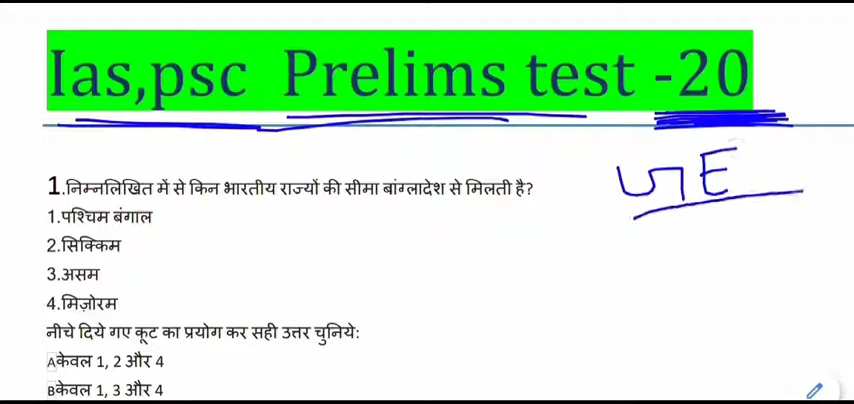 Ias,psc Prelims test -20
1.निम्नलिखित में से किन भारतीय राज्यों की सीमा बांग्लादेश से मिलती है?
1.पश्चिम बंगाल
2.सिक्किम
3.असम
4.मिज़ोरम
नीचे दिये गए कूट का प्रयोग कर सही उत्तर चुनिये:
Aकेवल 1, 2 और 4
Bकेवल 1, 3 और 4